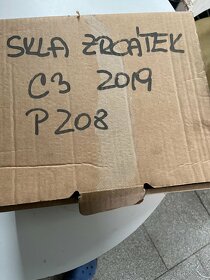 SKLA ZRCÁTEK
C3 2019
P208